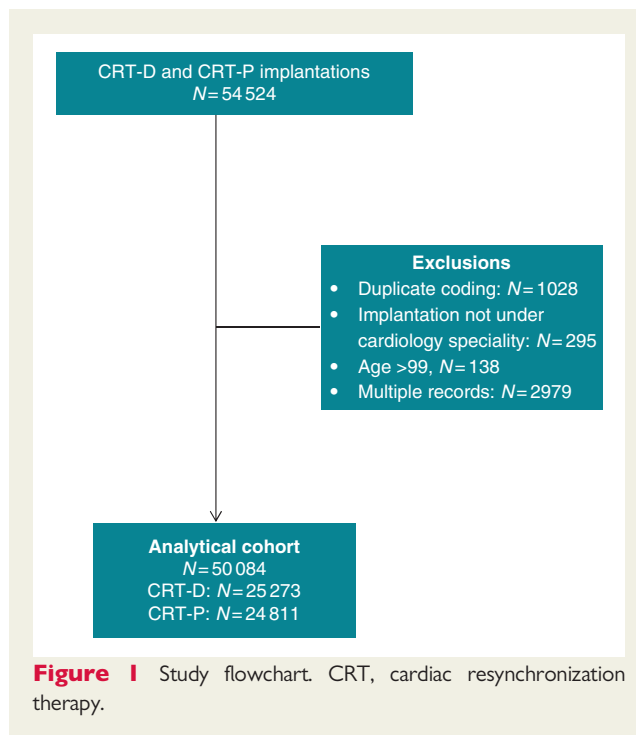 CRT-D and CRT-P implantations
N=54 524
Exclusions
• Duplicate coding: N=1028
• Implantation not under
cardiology speciality: N=295
• Age >99, N=138
• Multiple records: N=2979
Analytical cohort
N=50 084
CRT-D: N=25 273
CRT-P: N=24 811
Figure 1 Study flowchart. CRT, cardiac resynchronization
therapy.